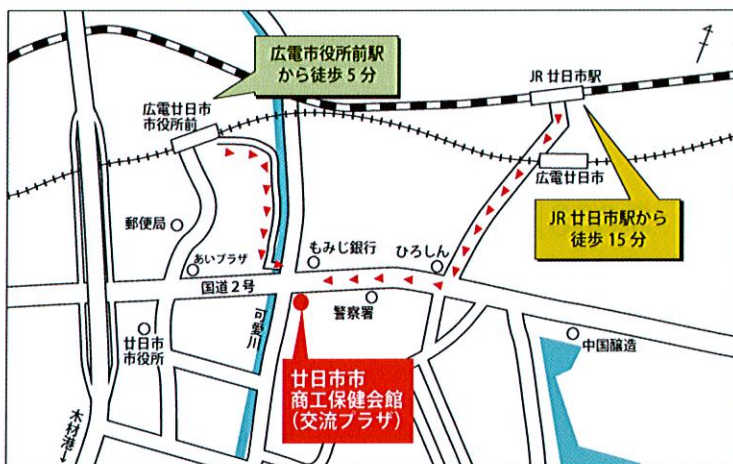 広電市役所前駅
から徒歩5分
JR 廿日市駅
広電廿日市
市役所前
広電廿日市
JR 廿日市駅から
徒歩 15 分
郵便局
あいプラザ
もみじ銀行
ひろしん
国道2号
警察署
可愛川
廿日市
市役所
中国醸造
廿日市市
商工保健会館
(交流プラザ)
木材港→